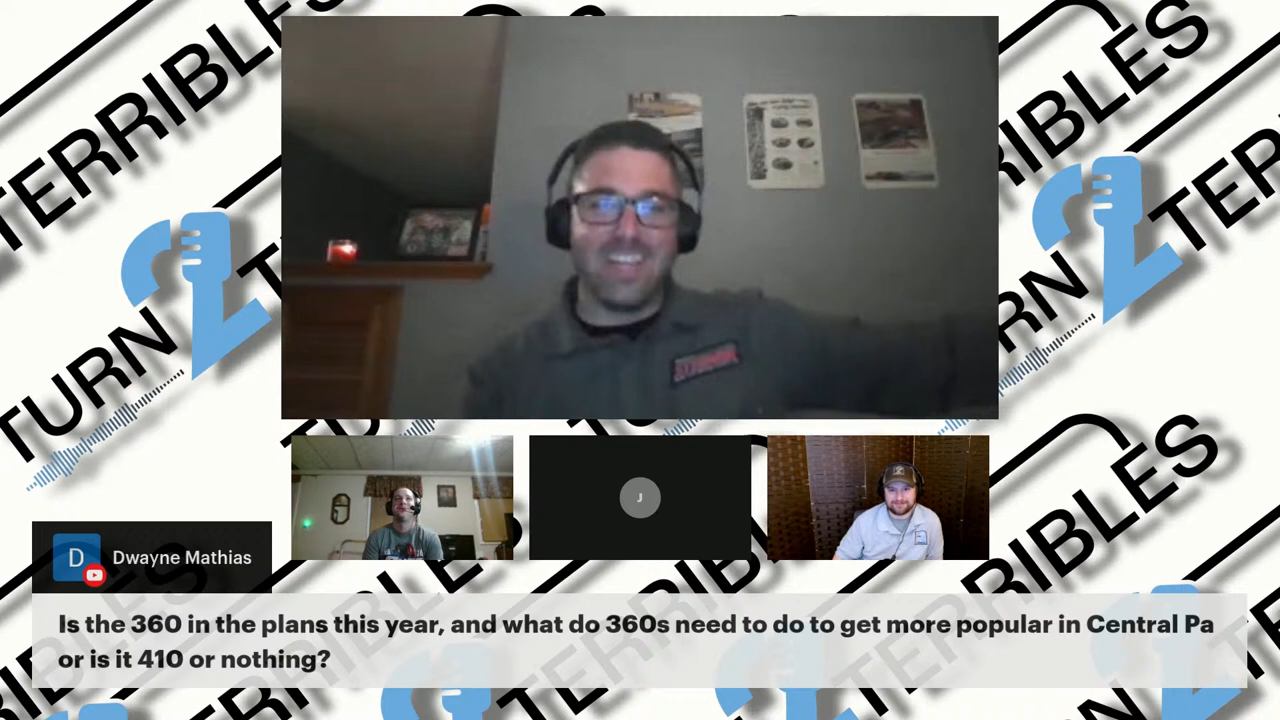 TURN 2 TERRIBLES
J
D
Dwayne Mathias
Is the 360 in the plans this year, and what do 360s need to do to get more popular in Central Pa
or is it 410 or nothing?